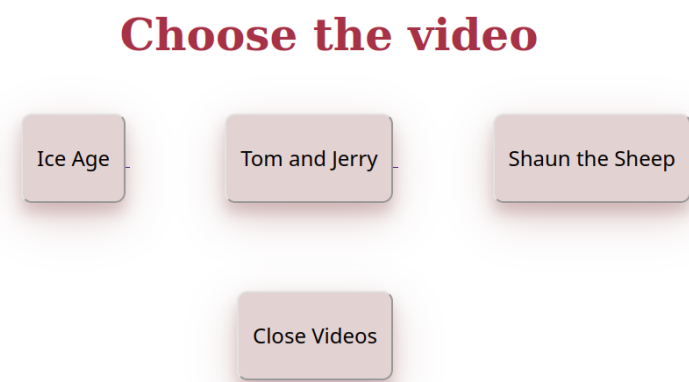 Choose the video
Ice Age
Tom and Jerry
Shaun the Sheep
Close Videos